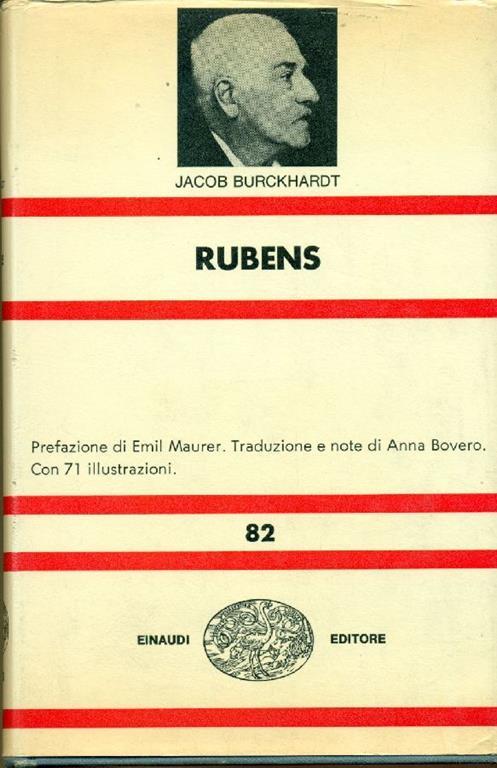 JACOB BURCKHARDT
RUBENS
Prefazione di Emil Maurer. Traduzione e note di Anna Bovero.
Con 71 illustrazioni.
82
EINAUDI EDITORE